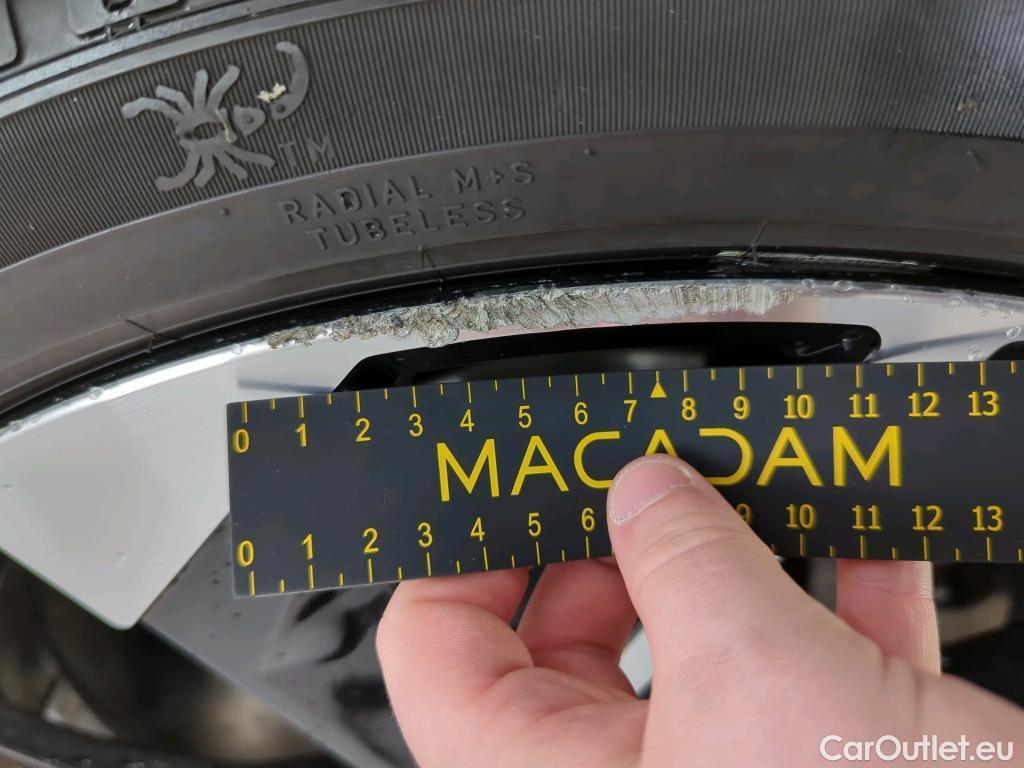 TM
RADIAL M+S
TUBELESS
0 1 2 3 4 5 6 7 8 9 10 11 12 13
MACADAM
0 1 2 3 4 5 6 9 10 11 12 13
CarOutlet.eu